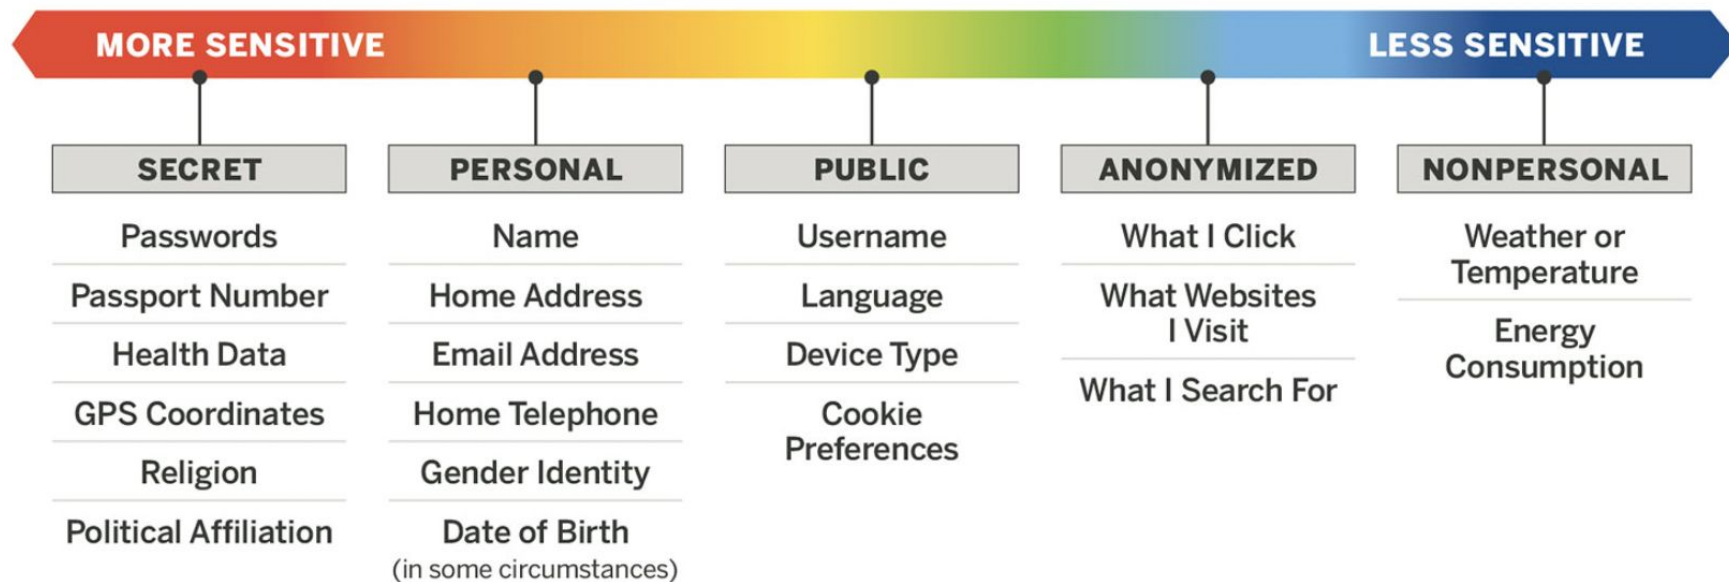 MORE SENSITIVE
LESS SENSITIVE
SECRET
Passwords
Passport Number
Health Data
GPS Coordinates
Religion
Political Affiliation
PERSONAL
Name
Home Address
Email Address
Home Telephone
Gender Identity
Date of Birth
(in some circumstances)
PUBLIC
Username
Language
Device Type
Cookie
Preferences
ANONYMIZED
What I Click
What Websites
I Visit
What I Search For
NONPERSONAL
Weather or
Temperature
Energy
Consumption